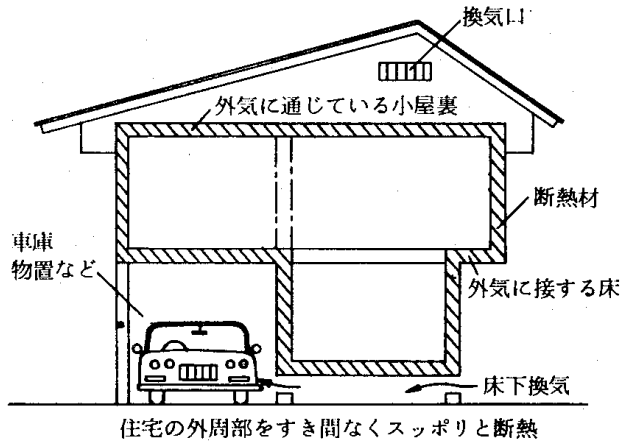 換気口
外気に通じている小屋裏
断熱材
車庫
物置など
外気に接する床
床下換気
住宅の外周部をすき間なくスッポリと断熱